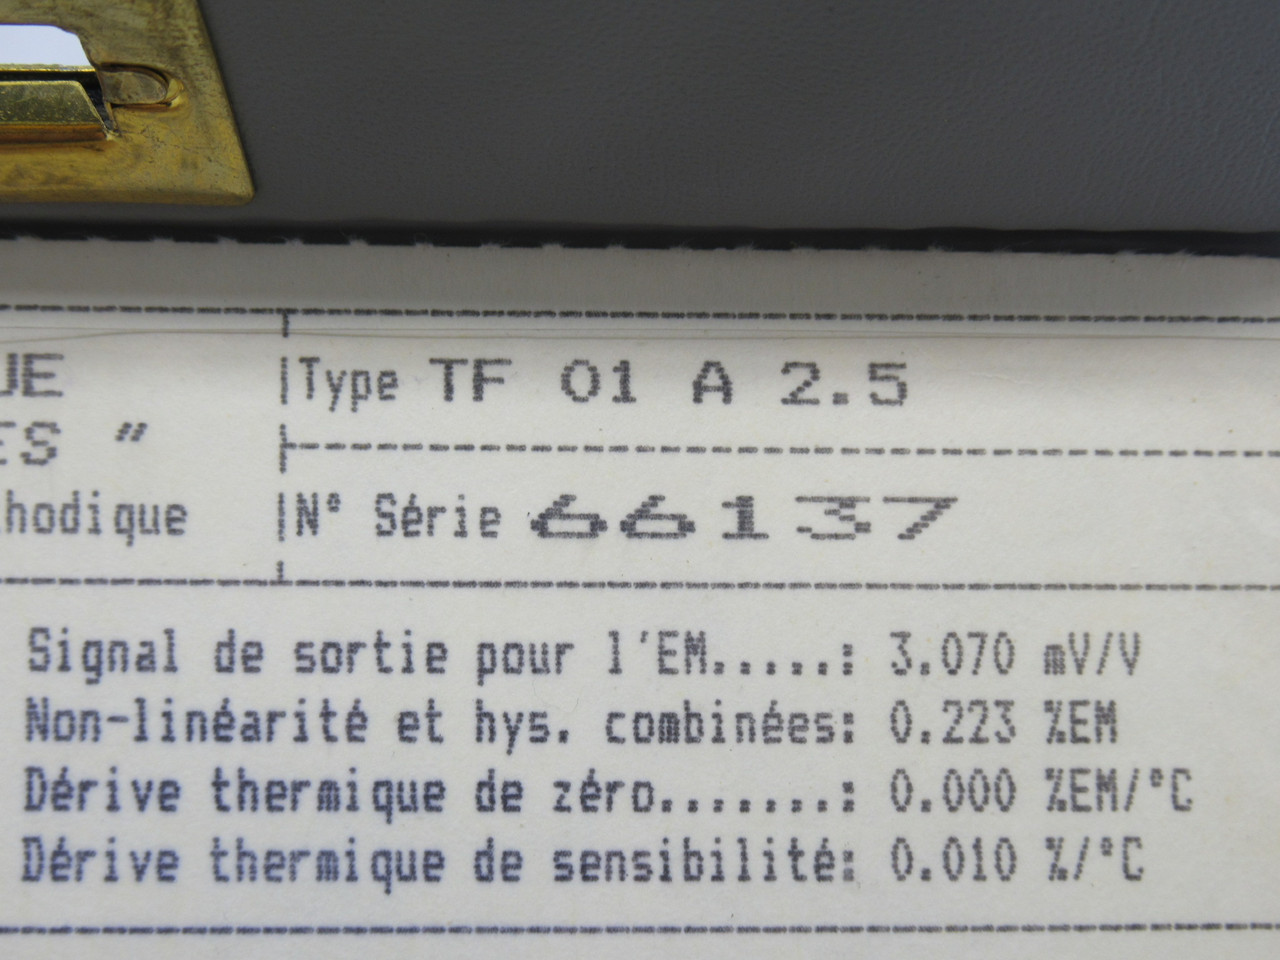 UE
Type TF 01 A 2.5
ES "
hodique
N° Série 66137
Signal de sortie pour l'EM.....: 3.070 mV/V
Non-linéarité et hys. combinées: 0.223 %EM
Dérive thermique de zéro.......: 0.000 %EM/°C
Dérive thermique de sensibilité: 0.010 %/°C